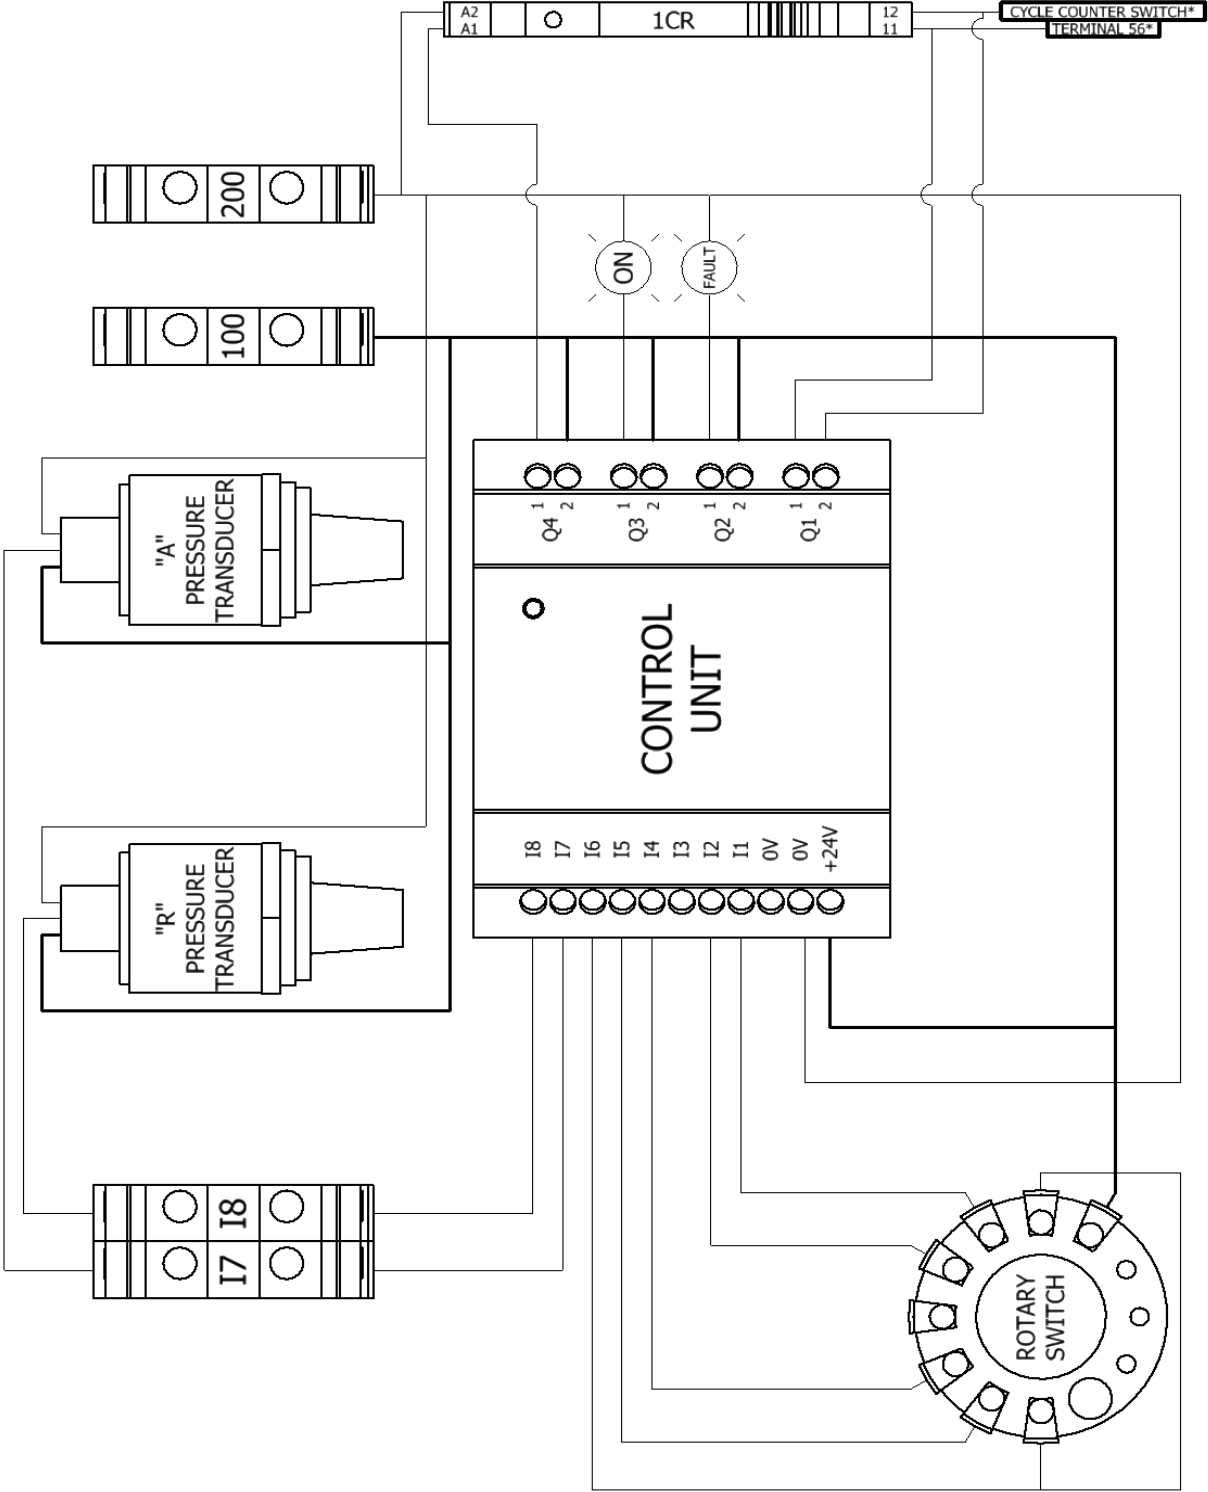 A2
A1
1CR
12
11
CYCLE COUNTER SWITCH*
TERMINAL 56*
200
ON
FAULT
100
"A"
PRESSURE
TRANSDUCER
1 2
Q4
1 2
Q3
1 2
Q2
1 2
Q1
CONTROL
UNIT
I8
I7
I6
I5
I4
I3
I2
I1
0V
0V
+24V
"R"
PRESSURE
TRANSDUCER
I8
I7
ROTARY
SWITCH